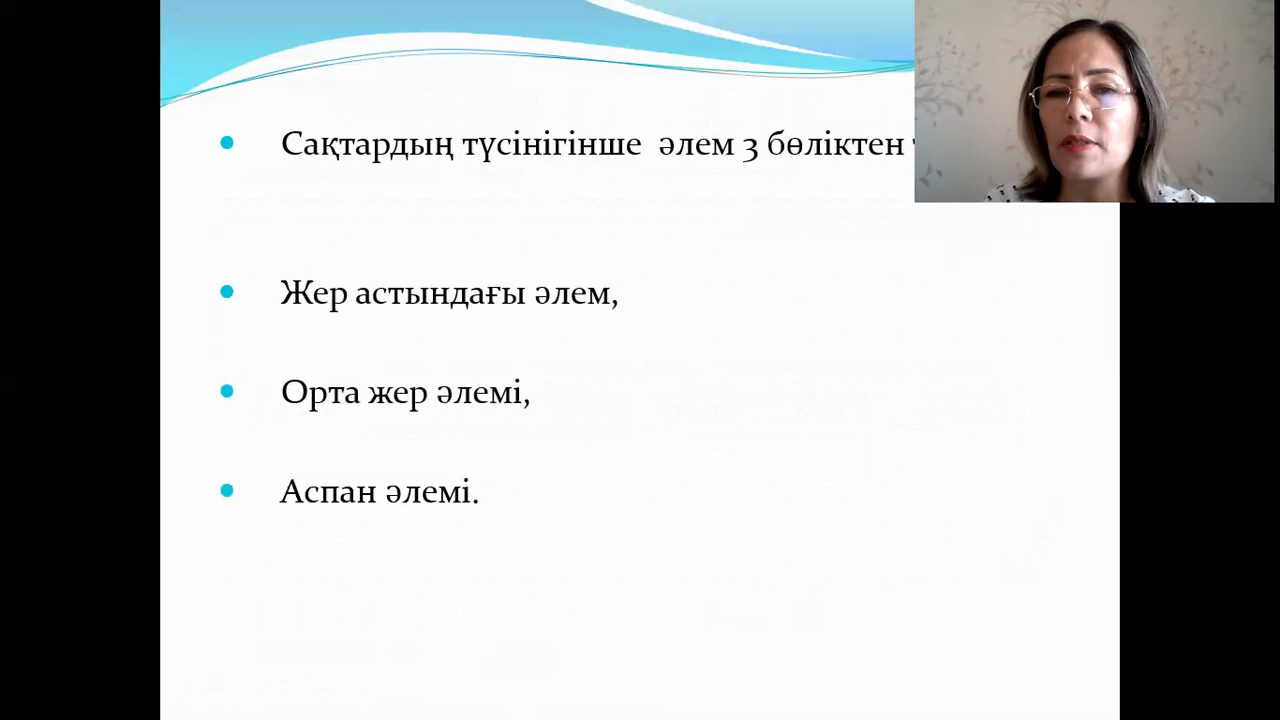 Сақтардың түсінігінше әлем 3 бөліктен
Жер астындағы әлем,
Орта жер әлемі,
Аспан әлемі.